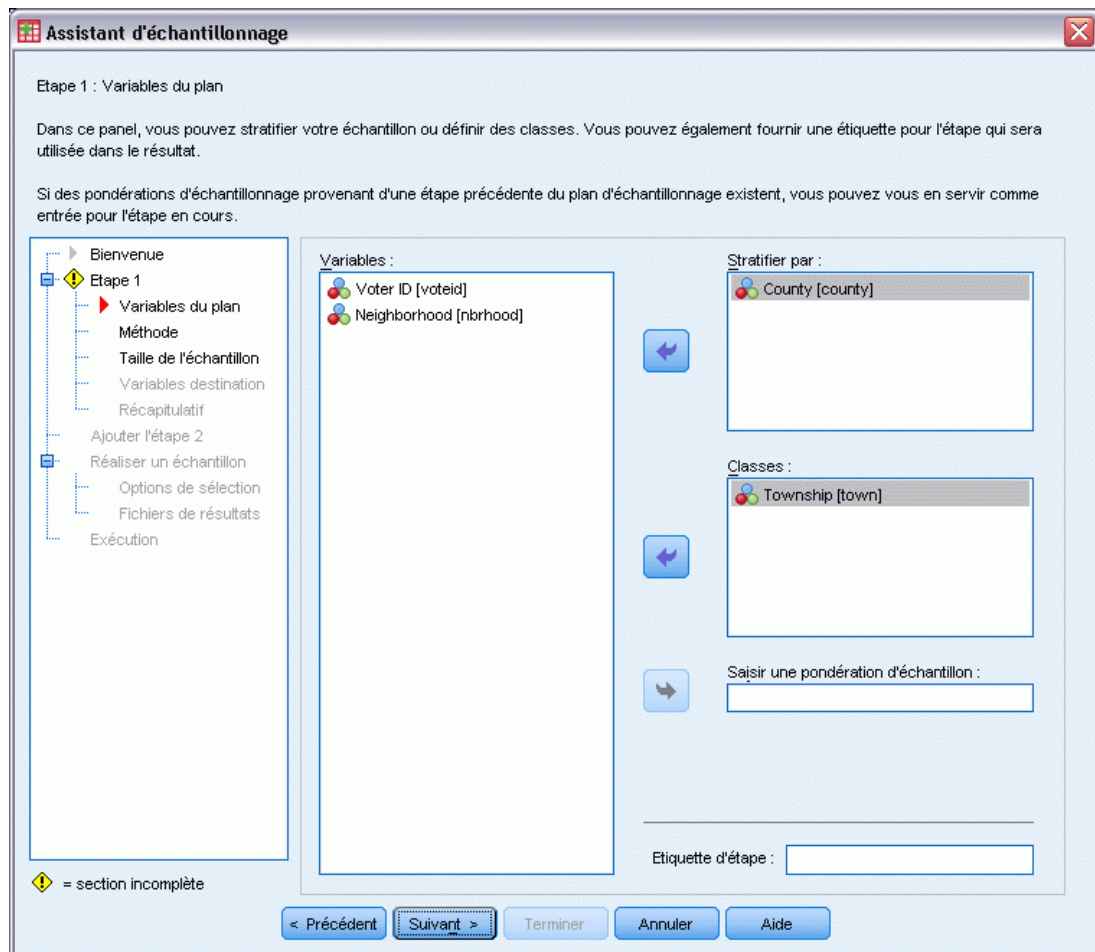 Assistant d'échantillonnage
Etape 1 : Variables du plan
Dans ce panel, vous pouvez stratifier votre échantillon ou définir des classes. Vous pouvez également fournir une étiquette pour l'étape qui sera
utilisée dans le résultat.
Si des pondérations d'échantillonnage provenant d'une étape précédente du plan d'échantillonnage existent, vous pouvez vous en servir comme
entrée pour l'étape en cours.
Bienvenue
Etape 1
Variables du plan
Méthode
Taille de l'échantillon
Variables destination
Récapitulatif
Ajouter l'étape 2
Réaliser un échantillon
Options de sélection
Fichiers de résultats
Exécution
! = section incomplète
Variables :
Voter ID [voteid]
Neighborhood [nbrhood]
Stratifier par :
County [county]
Classes :
Township [town]
Saisir une pondération d'échantillon :
Etiquette d'étape :
< Précédent
Suivant >
Terminer
Annuler
Aide